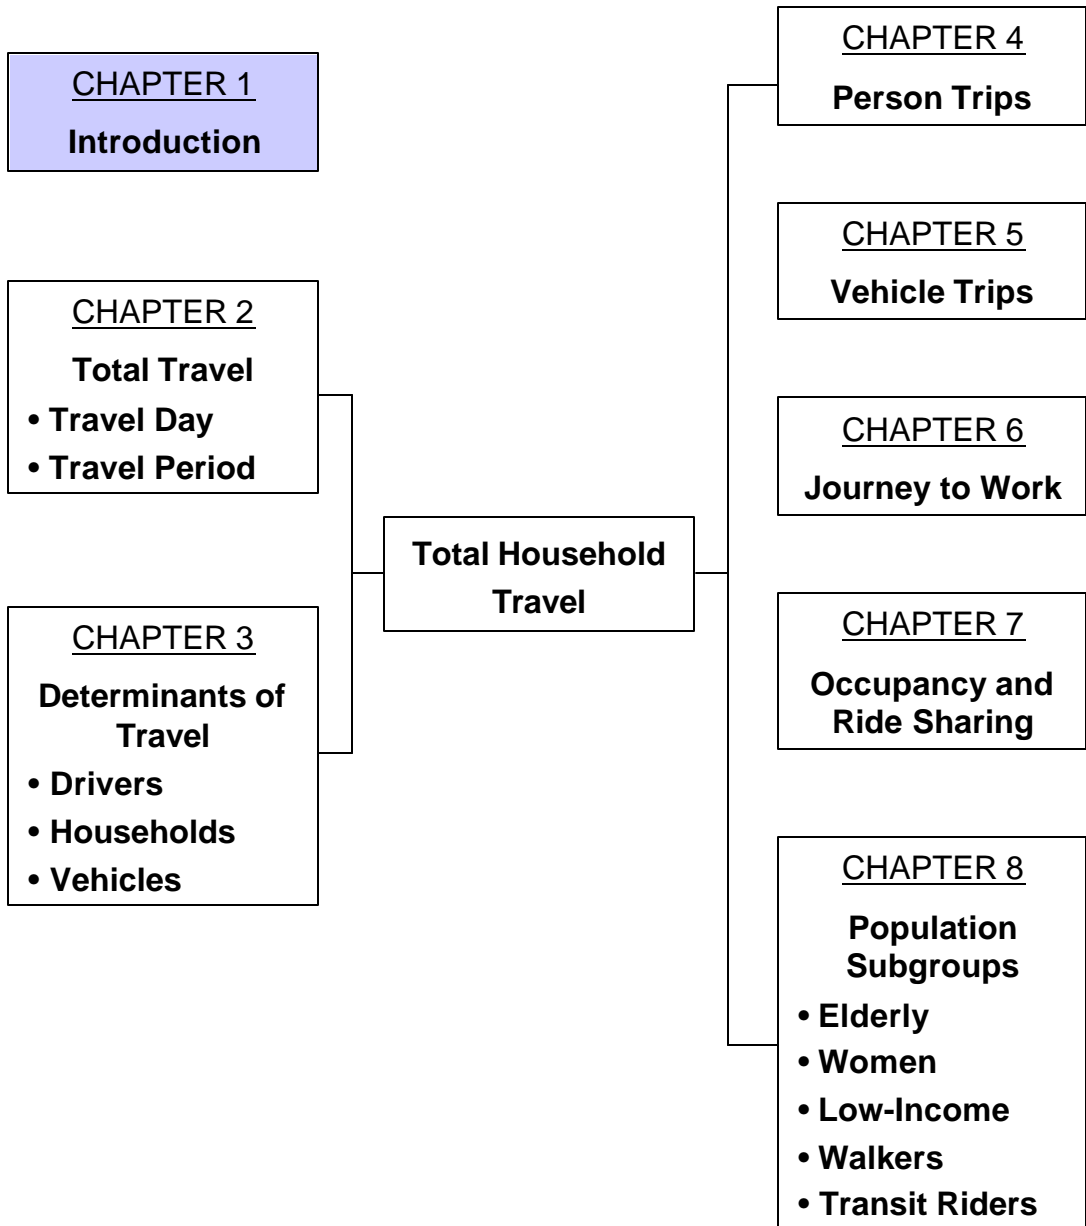 CHAPTER 1
Introduction
CHAPTER 2
Total Travel
• Travel Day
• Travel Period
CHAPTER 3
Determinants of
Travel
• Drivers
• Households
• Vehicles
Total Household
Travel
CHAPTER 4
Person Trips
CHAPTER 5
Vehicle Trips
CHAPTER 6
Journey to Work
CHAPTER 7
Occupancy and
Ride Sharing
CHAPTER 8
Population
Subgroups
• Elderly
• Women
• Low-Income
• Walkers
• Transit Riders